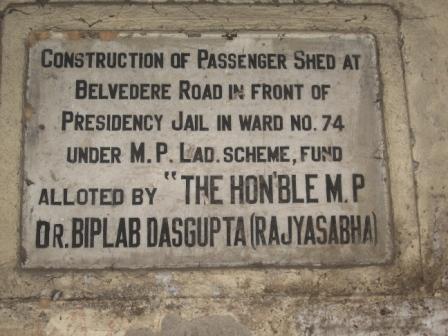 CONSTRUCTION OF PASSENGER SHED AT
BELVEDERE ROAD IN FRONT OF
PRESIDENCY JAIL IN WARD NO. 74
UNDER M.P. LAD. SCHEME, FUND
ALLOTED BY "THE HON'BLE M.P
DR. BIPLAB DASGUPTA (RAJYASABHA)